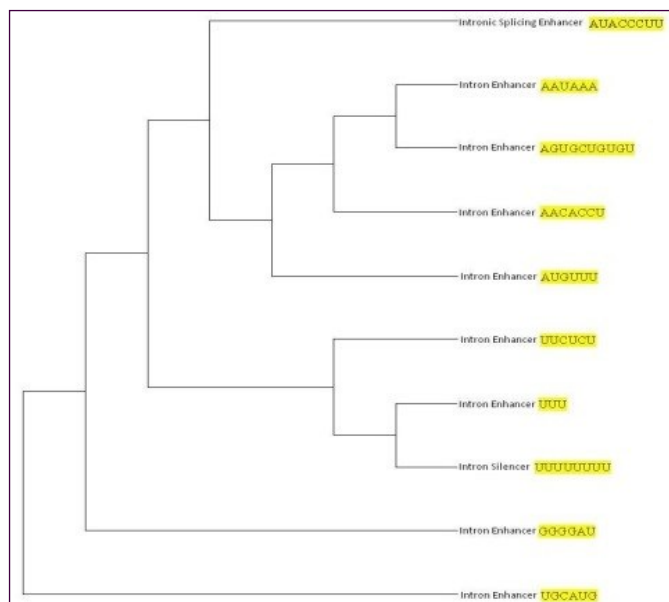 Intronic Splicing Enhancer AUACCCUU
Intron Enhancer AAUAAA
Intron Enhancer AGUGCUGUGU
Intron Enhancer AACACCU
Intron Enhancer AUGUUU
Intron Enhancer UUCUCU
Intron Enhancer UUU
Intron Silencer UUUUUUUU
Intron Enhancer GGGGAU
Intron Enhancer UGCAUG